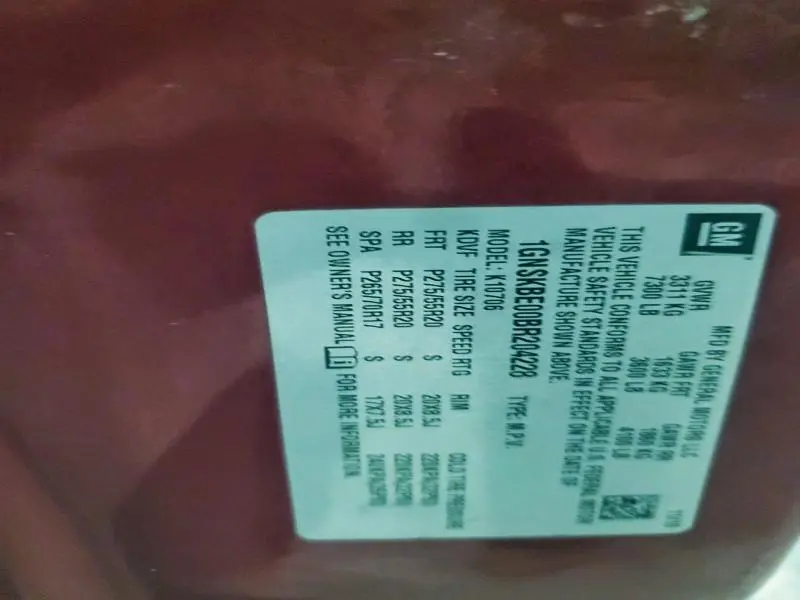 GM
MFD BY GENERAL MOTORS LLC
GVWR GAWR FRT GAWR RR
3311 KG 1633 KG 1860 KG
7300 LB 3600 LB 4100 LB
THIS VEHICLE CONFORMS TO ALL APPLICABLE U.S. FEDERAL MOTOR
VEHICLE SAFETY STANDARDS IN EFFECT ON THE DATE OF
MANUFACTURE SHOWN ABOVE.
1GNSKBE00BR204228 TYPE: M.P.V.
MODEL: K10706
KDVF TIRE SIZE SPEED RTG RIM COLD TIRE PRESSURE
FRT P275/55R20 S 20X8.5J
RR P275/55R20 S 20X8.5J
SPA P265/70R17 S 17X7.5J
SEE OWNER'S MANUAL FOR MORE INFORMATION.